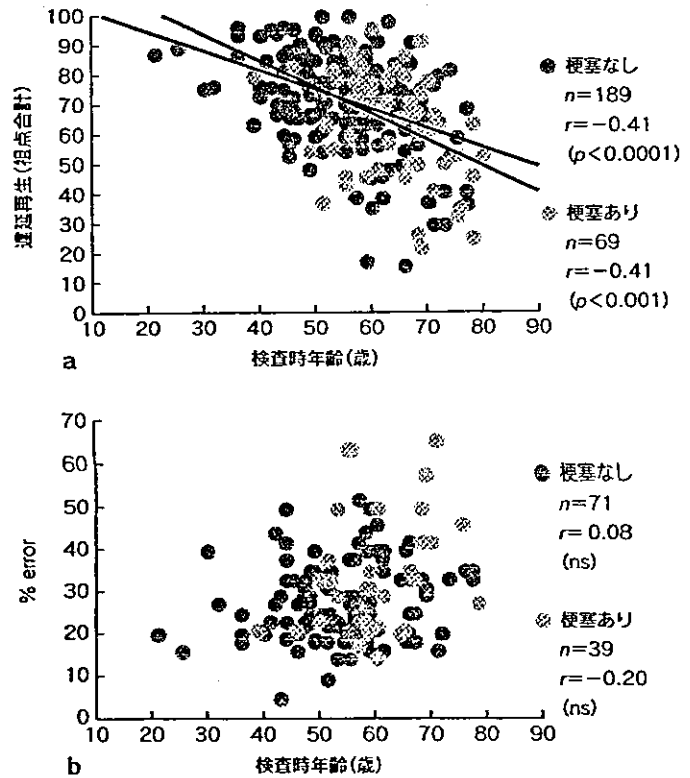 100
90
80
70
60
50
40
30
20
10
0
遅延再生(祖点合計)
10 20 30 40 50 60 70 80 90
検査時年齢(歳)
a
梗塞なし
n=189
r=−0.41
(p<0.0001)
梗塞あり
n=69
r=−0.41
(p<0.001)
70
60
50
40
30
20
10
0
% error
10 20 30 40 50 60 70 80 90
検査時年齢(歳)
b
梗塞なし
n=71
r=0.08
(ns)
梗塞あり
n=39
r=−0.20
(ns)